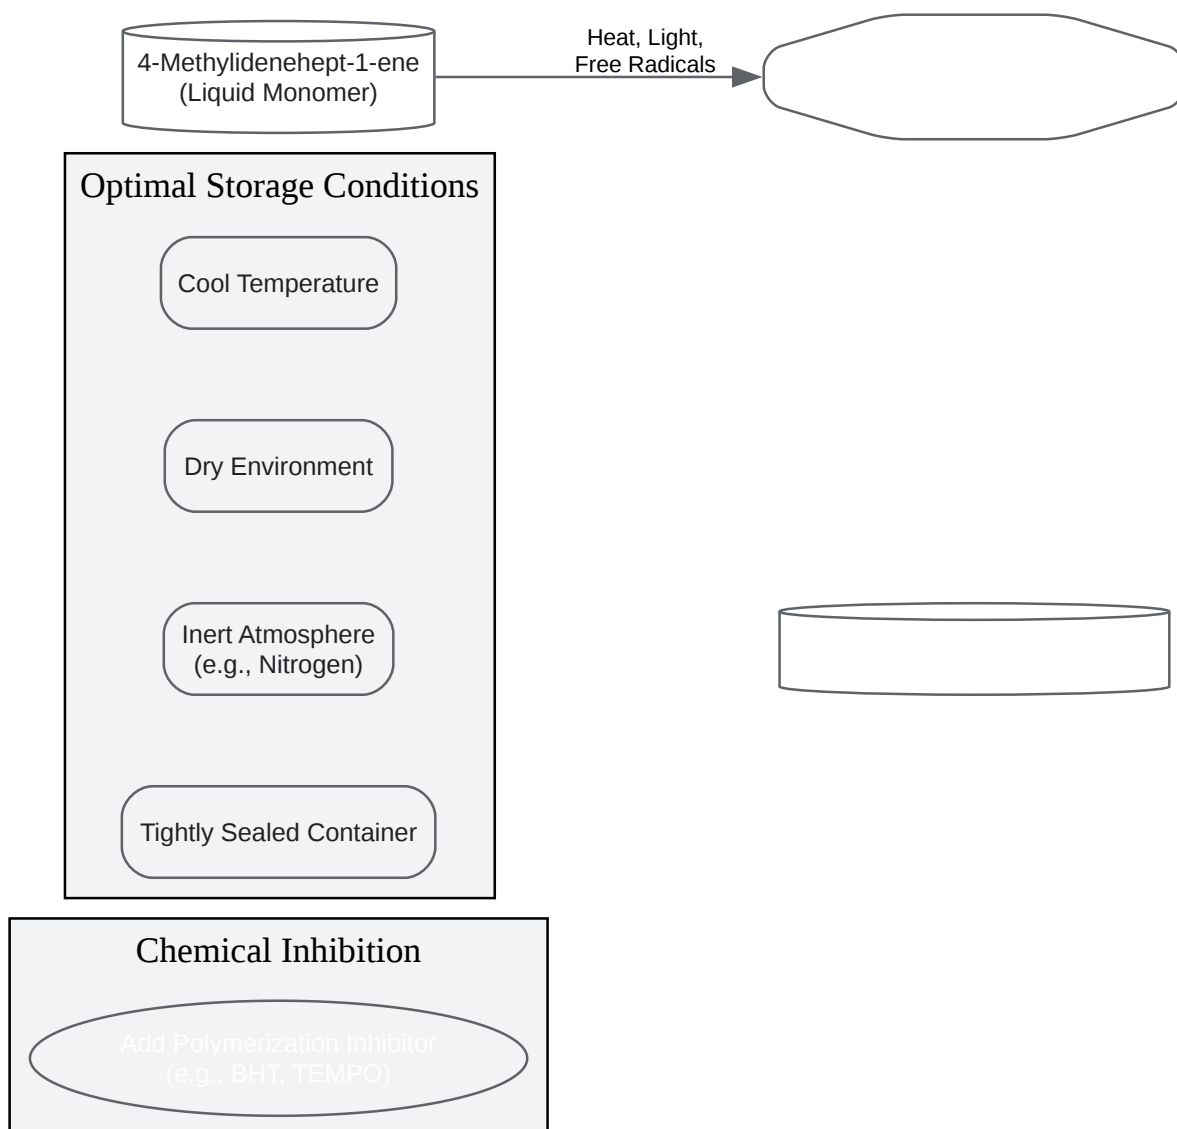 4-Methylidenehept-1-ene
(Liquid Monomer)
Heat, Light,
Free Radicals
Optimal Storage Conditions
Cool Temperature
Dry Environment
Inert Atmosphere
(e.g., Nitrogen)
Tightly Sealed Container
Chemical Inhibition
Add Polymerization Inhibitor
(e.g., BHT, TEMPO)